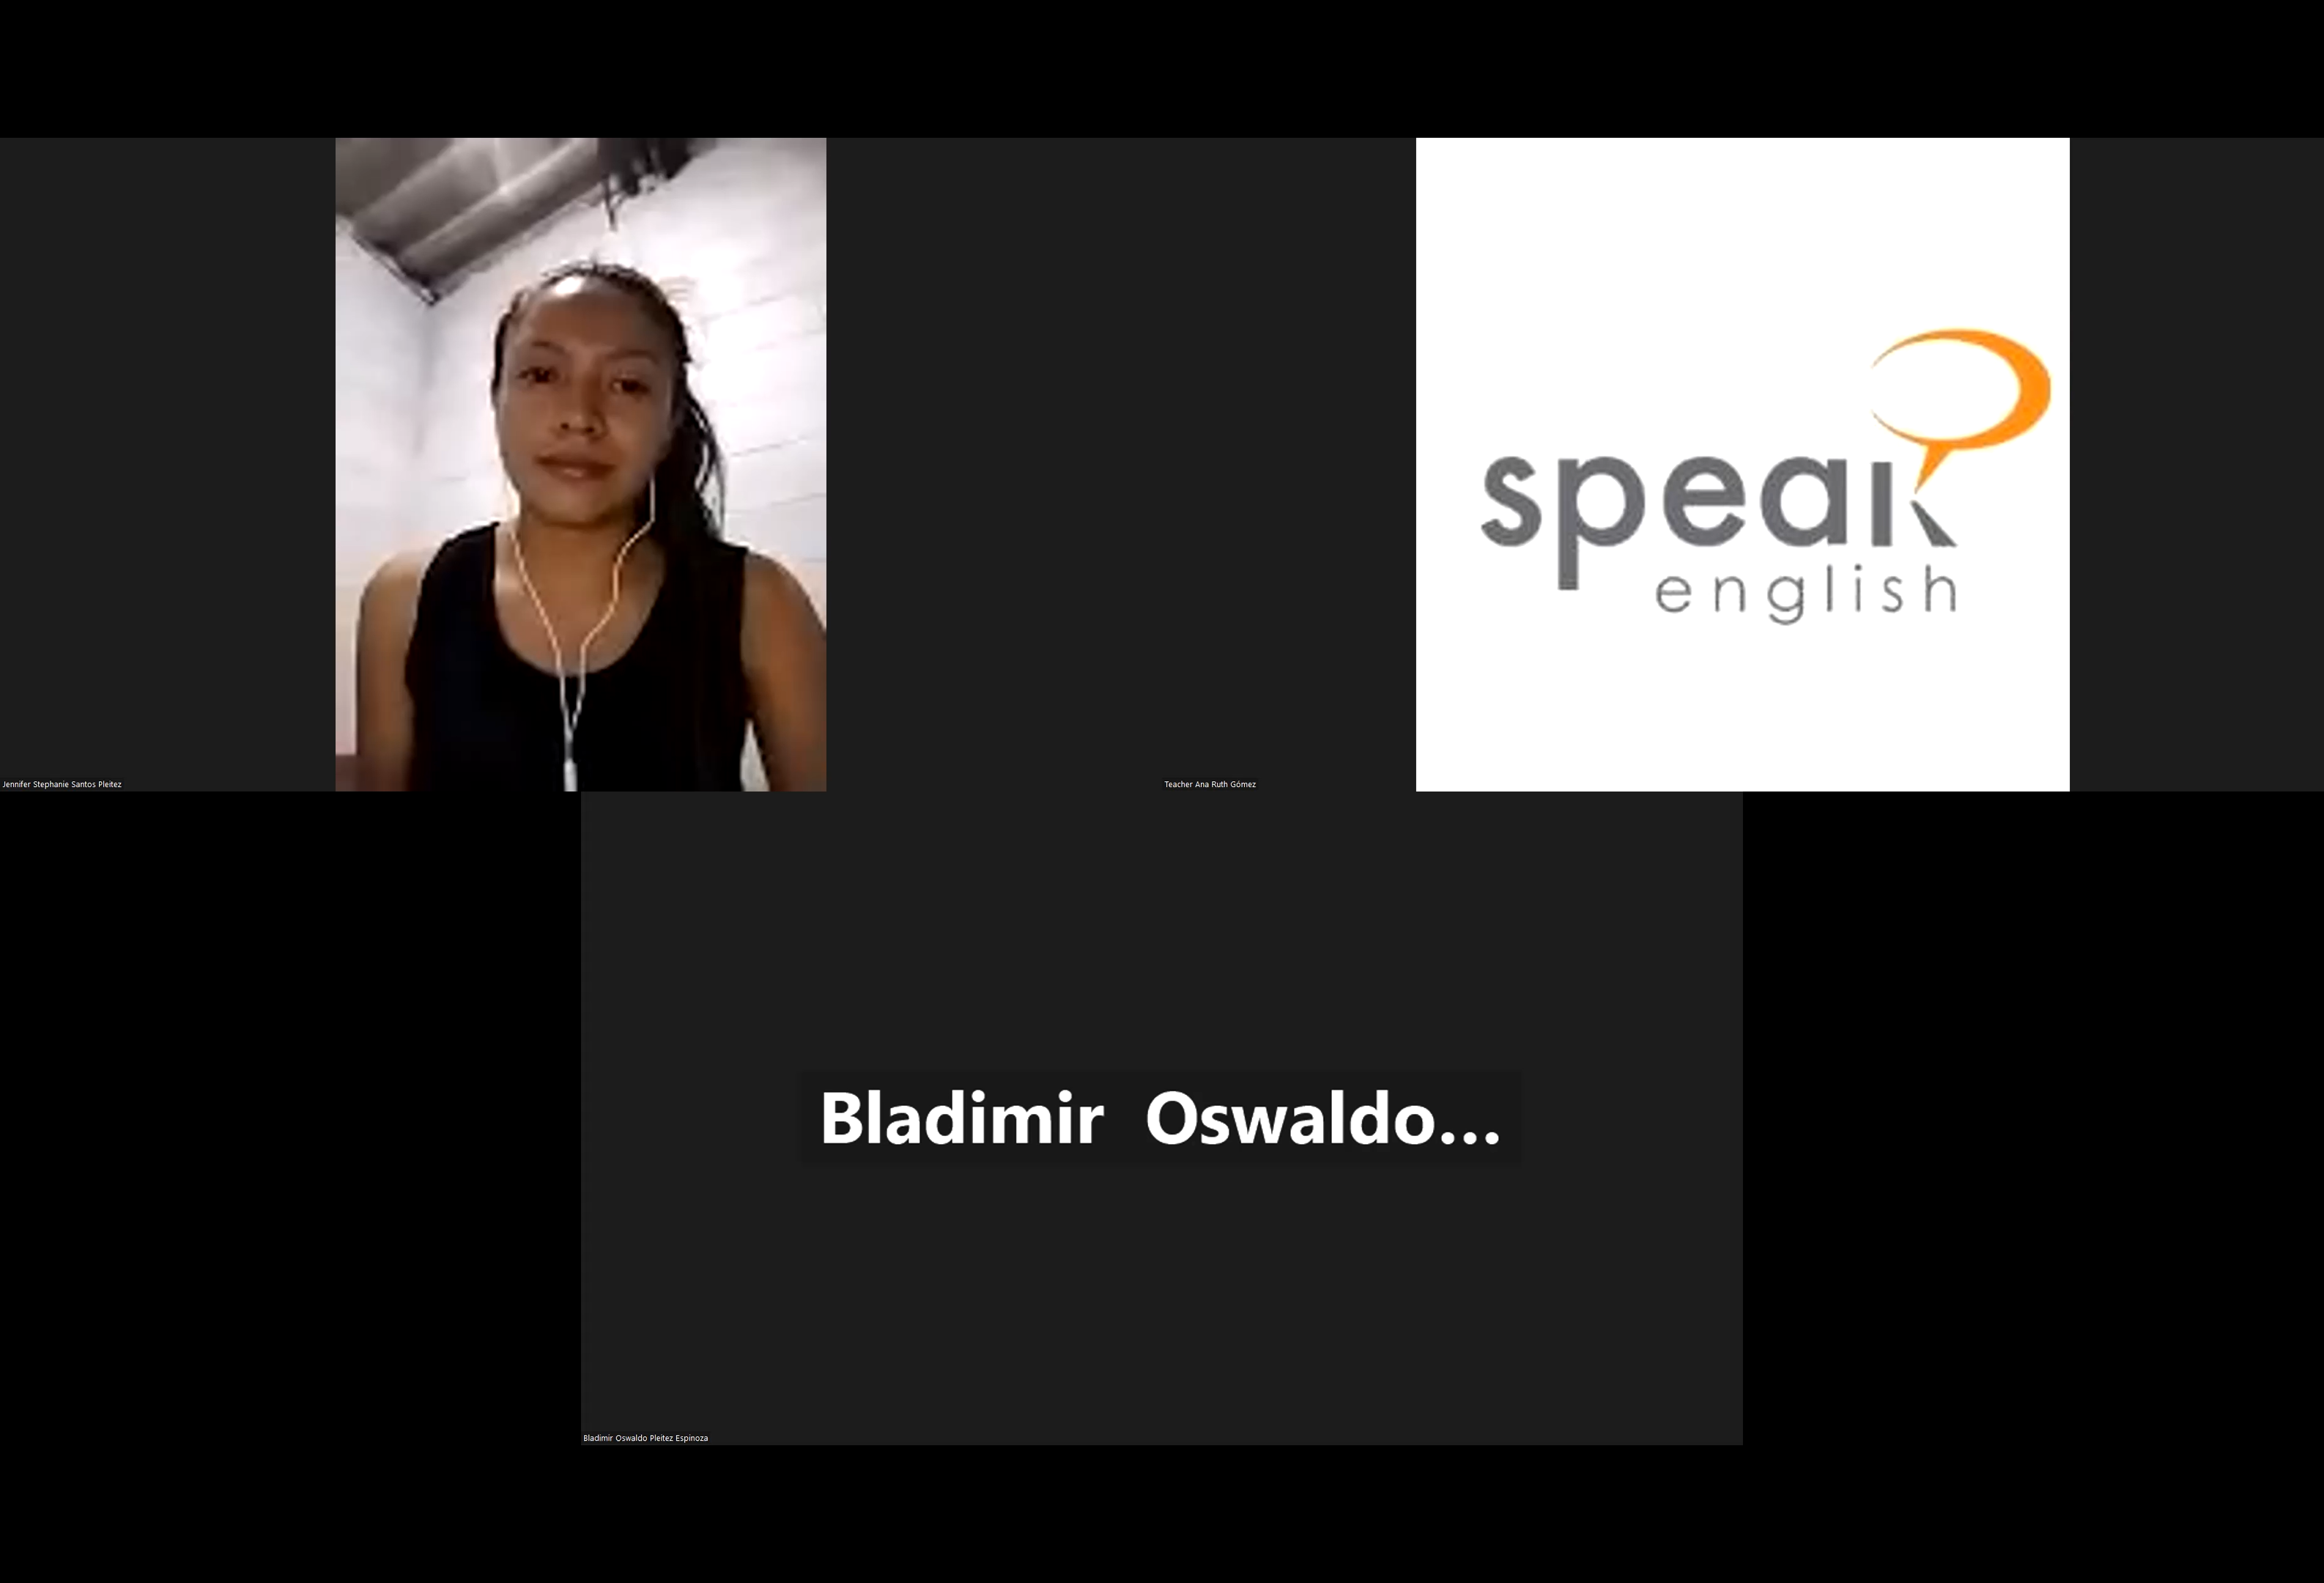 speak
english
Jennifer Stephanie Santos Pleitez
Teacher Ana Ruth Gómez
Bladimir Oswaldo...
Bladimir Oswaldo Pleitez Espinoza